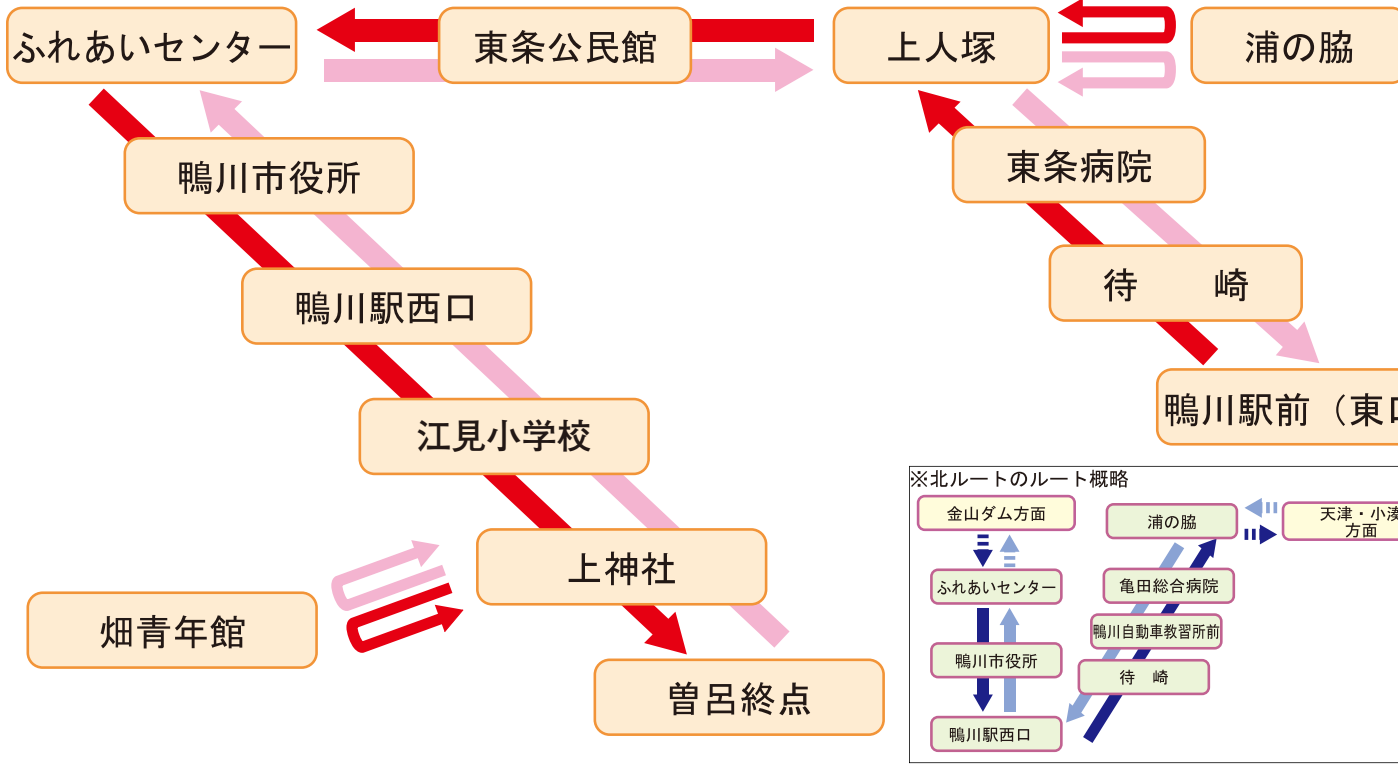 ふれあいセンター
東条公民館
上人塚
浦の脇
鴨川市役所
東条病院
鴨川駅西口
待　　崎
江見小学校
鴨川駅前（東
上神社
畑青年館
曽呂終点
※北ルートのルート概略
金山ダム方面
浦の脇
天津・小湊
方面
ふれあいセンター
亀田総合病院
鴨川自動車教習所前
鴨川市役所
待　崎
鴨川駅西口